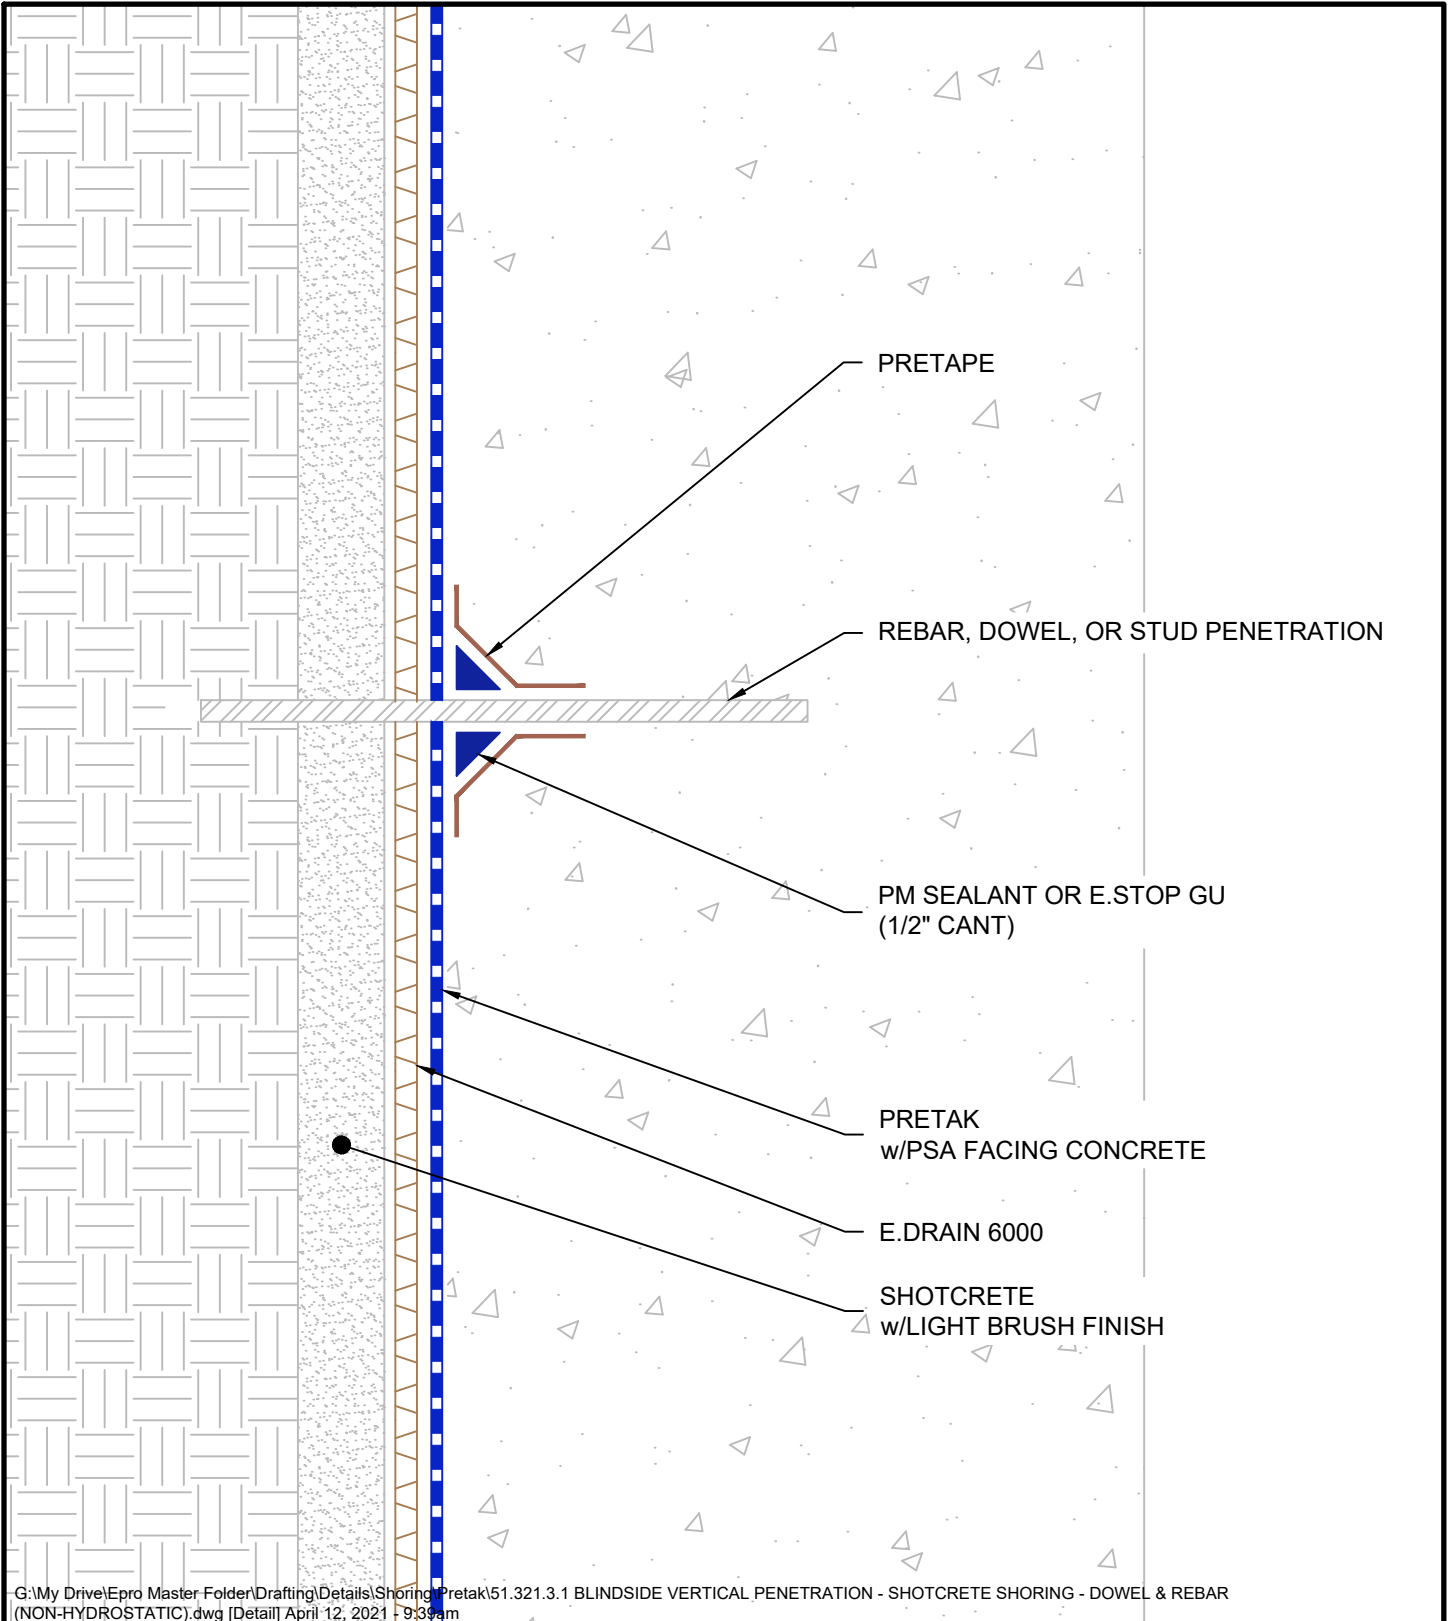 PRETAPE
REBAR, DOWEL, OR STUD PENETRATION
PM SEALANT OR E.STOP GU
(1/2" CANT)
PRETAK
w/PSA FACING CONCRETE
E.DRAIN 6000
SHOTCRETE
w/LIGHT BRUSH FINISH
G:\My Drive\Epro Master Folder\Drafting\Details\Shoring\Pretak\51.321.3.1 BLINDSIDE VERTICAL PENETRATION - SHOTCRETE SHORING - DOWEL & REBAR
(NON-HYDROSTATIC).dwg [Detail] April 12, 2021 - 9:39am